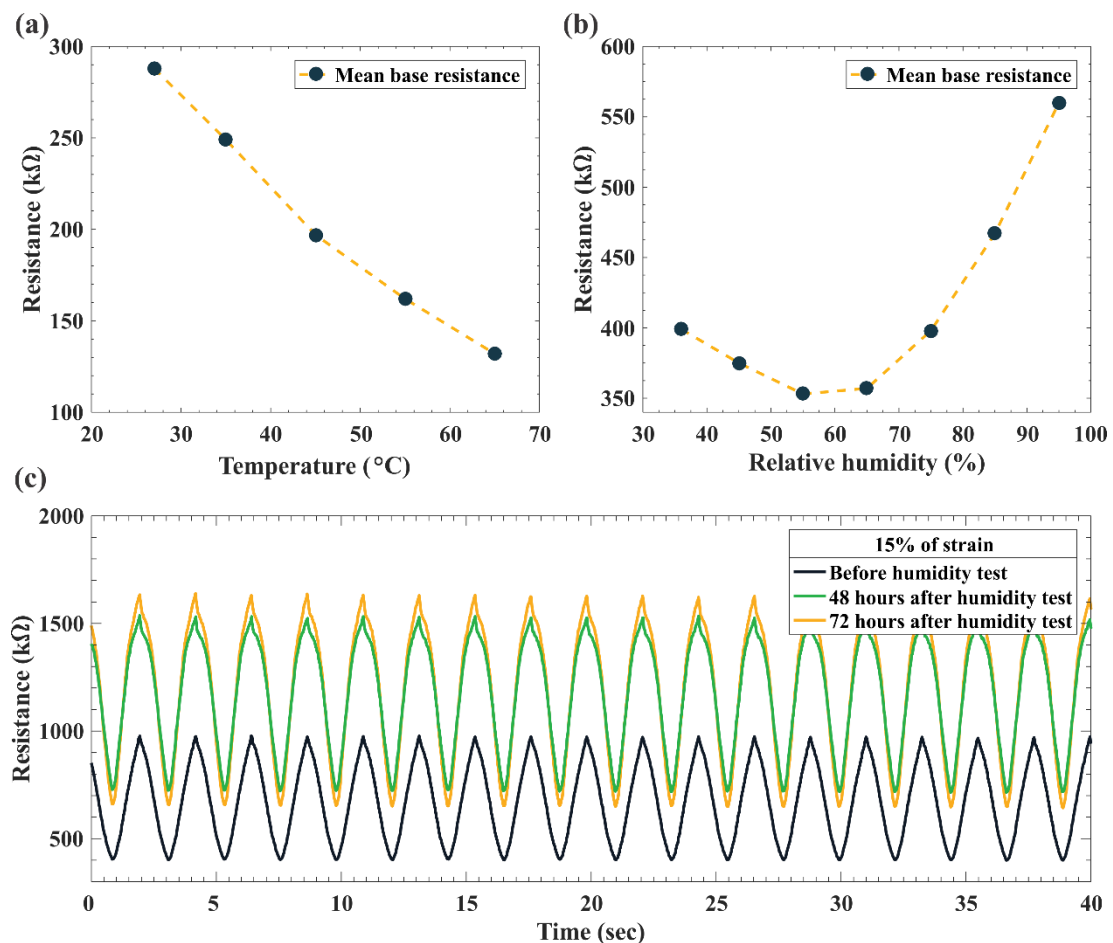 (a)
300
250
200
150
100
Resistance (kΩ)
Mean base resistance
20 30 40 50 60 70
Temperature (°C)
(b)
600
550
500
450
400
350
Resistance (kΩ)
Mean base resistance
30 40 50 60 70 80 90 100
Relative humidity (%)
(c)
2000
1500
1000
500
Resistance (kΩ)
15% of strain
Before humidity test
48 hours after humidity test
72 hours after humidity test
0 5 10 15 20 25 30 35 40
Time (sec)